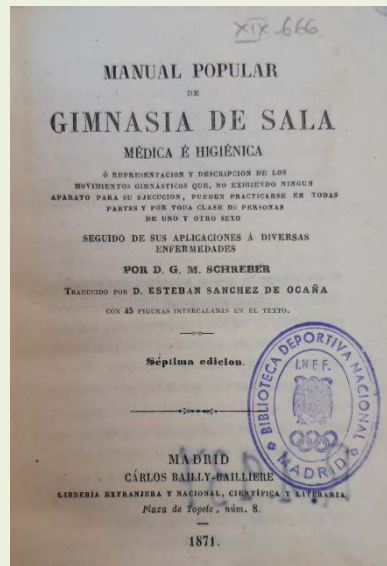 XIX-666
MANUAL POPULAR
DE
GIMNASIA DE SALA
MÉDICA É HIGIÉNICA
Ó REPRESENTACION Y DESCRIPCION DE LOS
MOVIMIENTOS GIMNÁSTICOS QUE, NO EXIGIENDO NINGUN
APARATO PARA SU EJECUCION, PUEDEN PRACTICARSE EN TODAS
PARTES Y POR TODA CLASE DE PERSONAS
DE UNO Y OTRO SEXO
SEGUIDO DE SUS APLICACIONES Á DIVERSAS
ENFERMEDADES
POR D. G. M. SCHREBER
TRADUCIDO POR D. ESTEBAN SANCHEZ DE OCAÑA
CON 45 FIGURAS INTERCALADAS EN EL TEXTO.
Séptima edicion.
BIBLIOTECA DEPORTIVA NACIONAL
I.N.E.F.
MADRID
MADRID
CÁRLOS BAILLY-BAILLIERE
LIBRERÍA EXTRANJERA Y NACIONAL, CIENTÍFICA Y LITERARIA
Plaza de Topete, núm. 8.
1871.